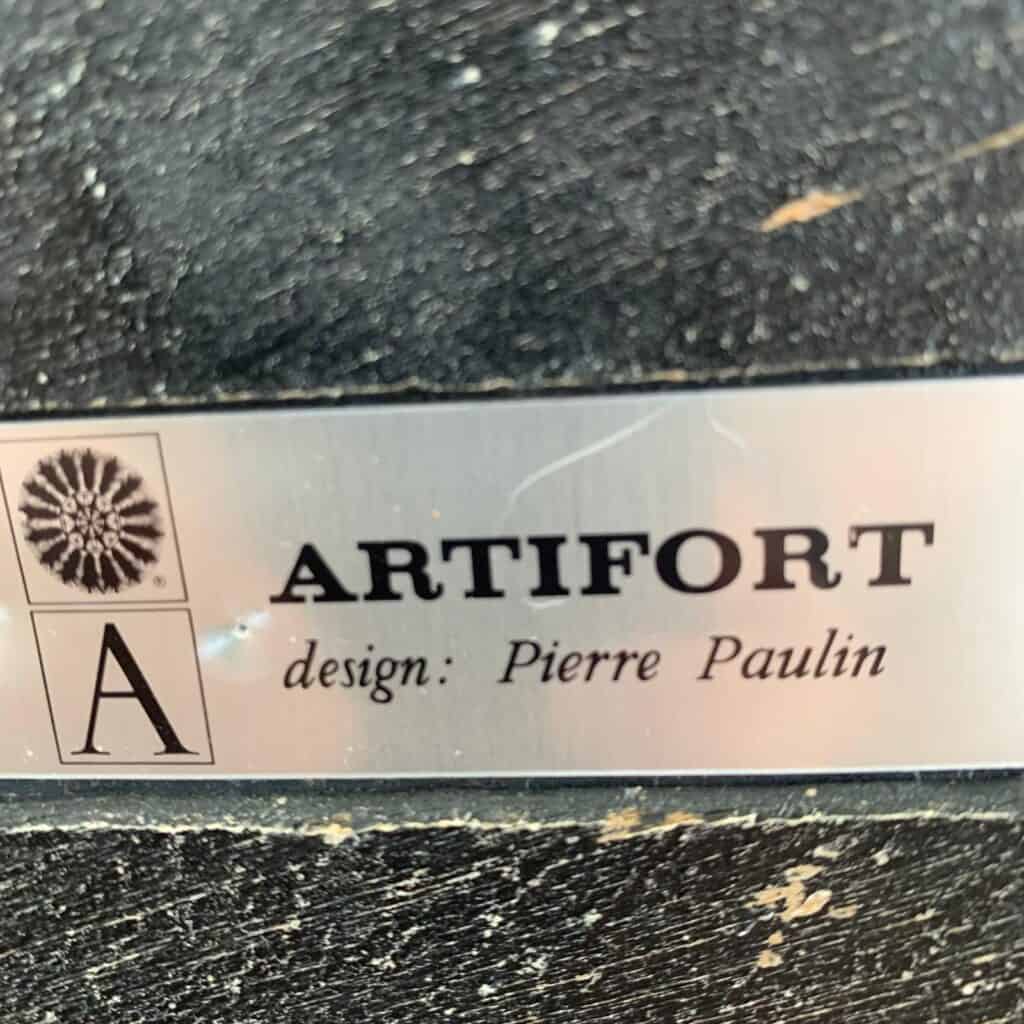 ARTIFORT
design: Pierre Paulin
®
A